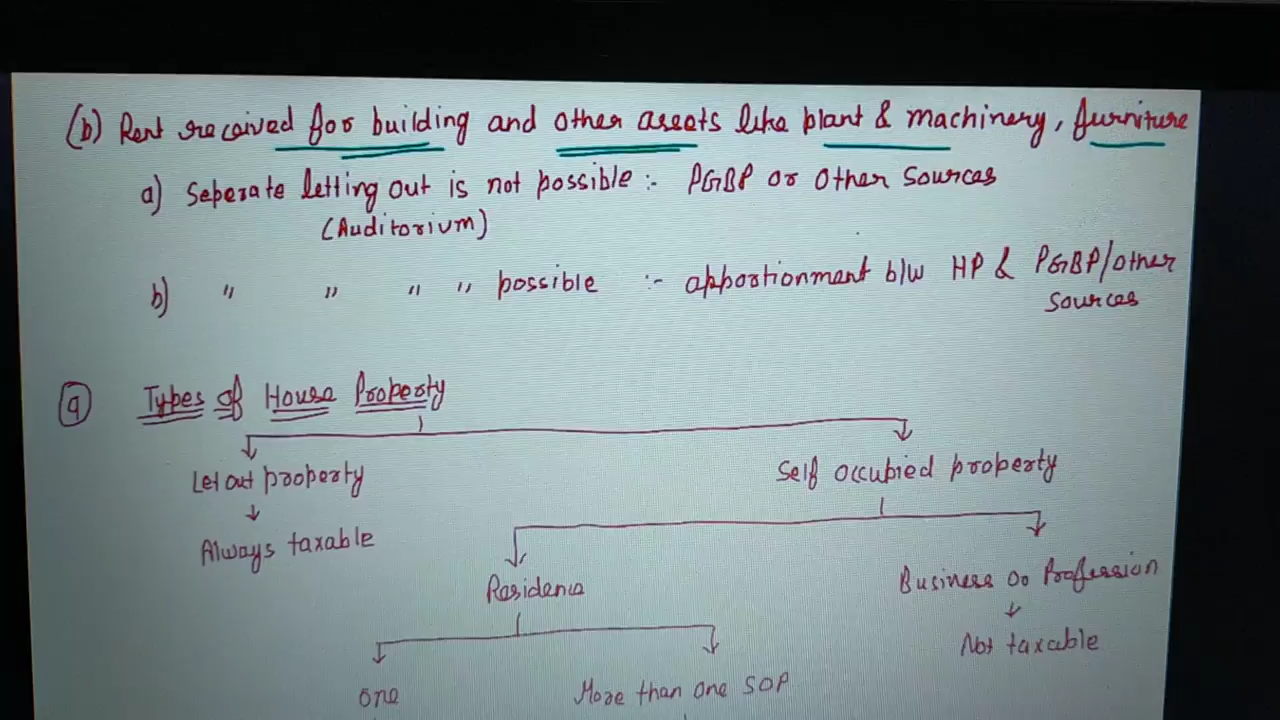 (b) Rent received for building and other assets like plant & machinery, furniture
a) Seperate letting out is not possible :- PGBP or Other Sources
(Auditorium)
b) " " " " possible :- apportionment b/w HP & PGBP/Other
Sources
9 Types of House Property
Let out property Self occupied property
Always taxable
Residence Business or Profession
Not taxable
One More than one SOP